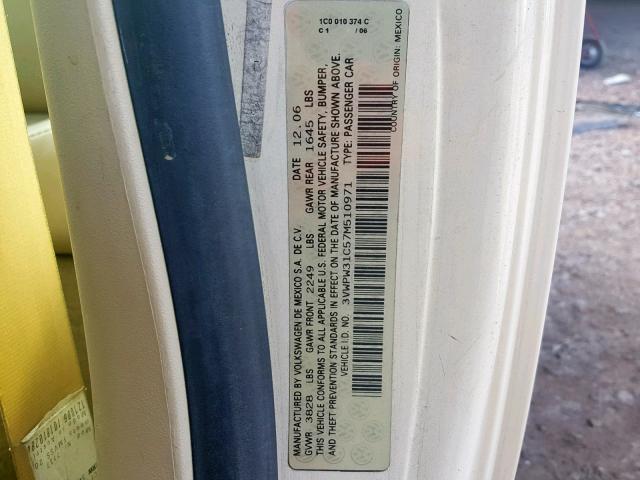 1C0 010 374 C
C 1 / 06
MANUFACTURED BY VOLKSWAGEN DE MEXICO S.A. DE C.V. DATE 12.06
GVWR 3828 LBS GAWR FRONT 2249 LBS GAWR REAR 1645 LBS
THIS VEHICLE CONFORMS TO ALL APPLICABLE U.S. FEDERAL MOTOR VEHICLE SAFETY, BUMPER,
AND THEFT PREVENTION STANDARDS IN EFFECT ON THE DATE OF MANUFACTURE SHOWN ABOVE.
VEHICLE I.D. NO. 3VWPW31C57M510971 TYPE: PASSENGER CAR
COUNTRY OF ORIGIN: MEXICO